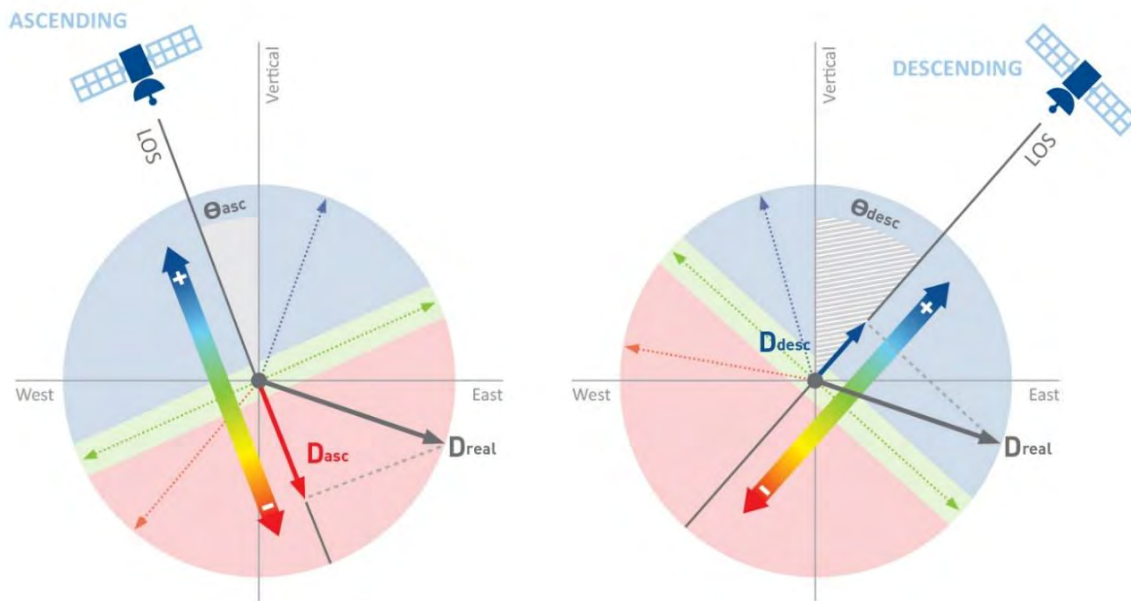 ASCENDING
Vertical
LOS
Θasc
+
West
East
Dasc
Dreal
-
Vertical
DESCENDING
LOS
Θdesc
+
Ddesc
West
East
Dreal
-